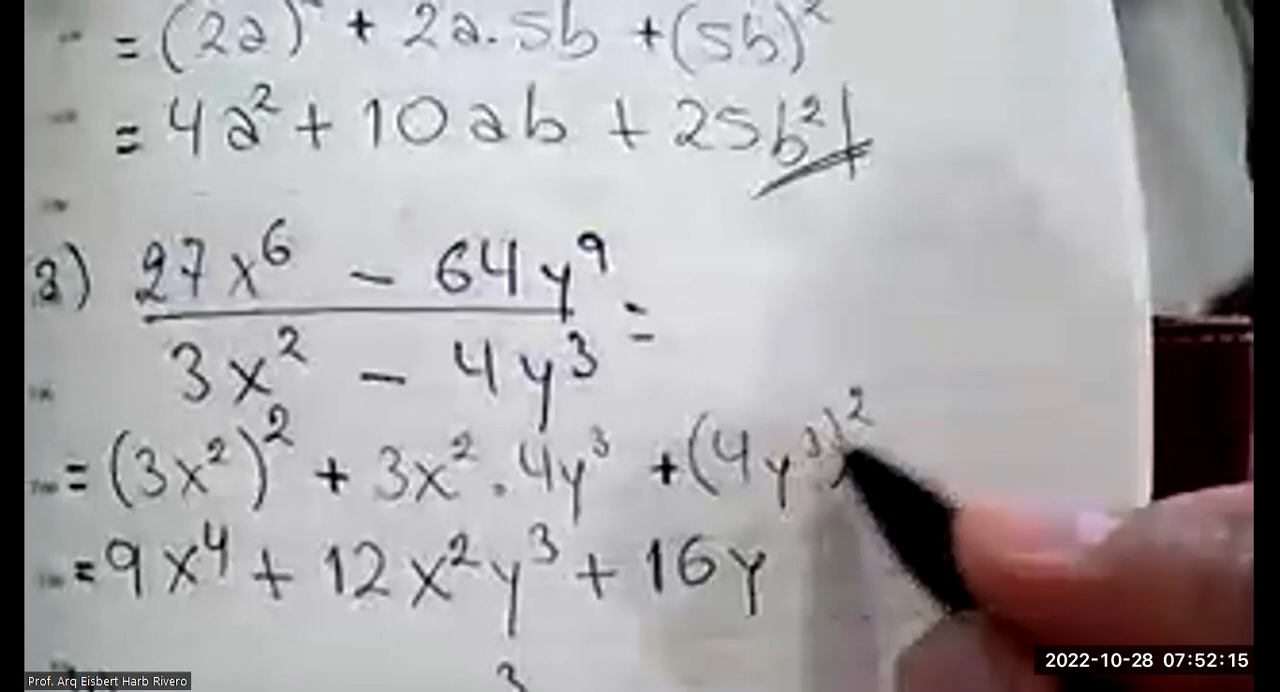 = (2a)² + 2a.5b + (5b)²
= 4a² + 10ab + 25b²
3) 27x⁶ - 64y⁹ =
3x² - 4y³
= (3x²)² + 3x² . 4y³ + (4y³)²
= 9x⁴ + 12x²y³ + 16y
3
Prof. Arq Eisbert Harb Rivero
2022-10-28 07:52:15